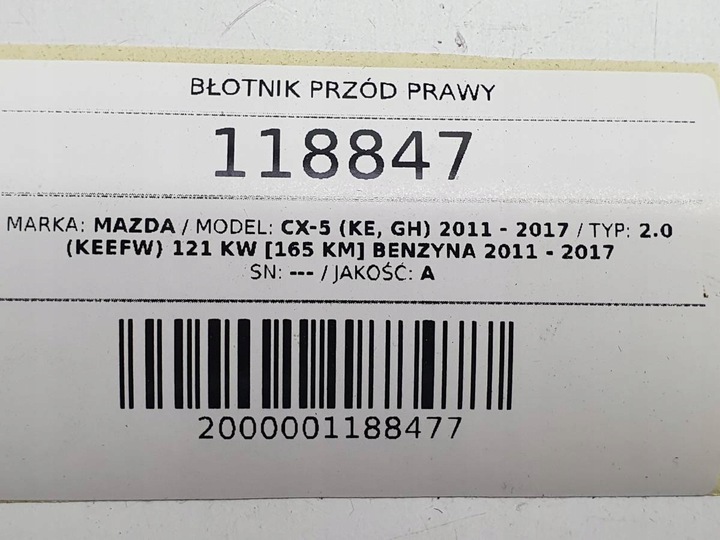 BŁOTNIK PRZÓD PRAWY
118847
MARKA: MAZDA / MODEL: CX-5 (KE, GH) 2011 - 2017 / TYP: 2.0
(KEEFW) 121 KW [165 KM] BENZYNA 2011 - 2017
SN: --- / JAKOŚĆ: A
2000001188477